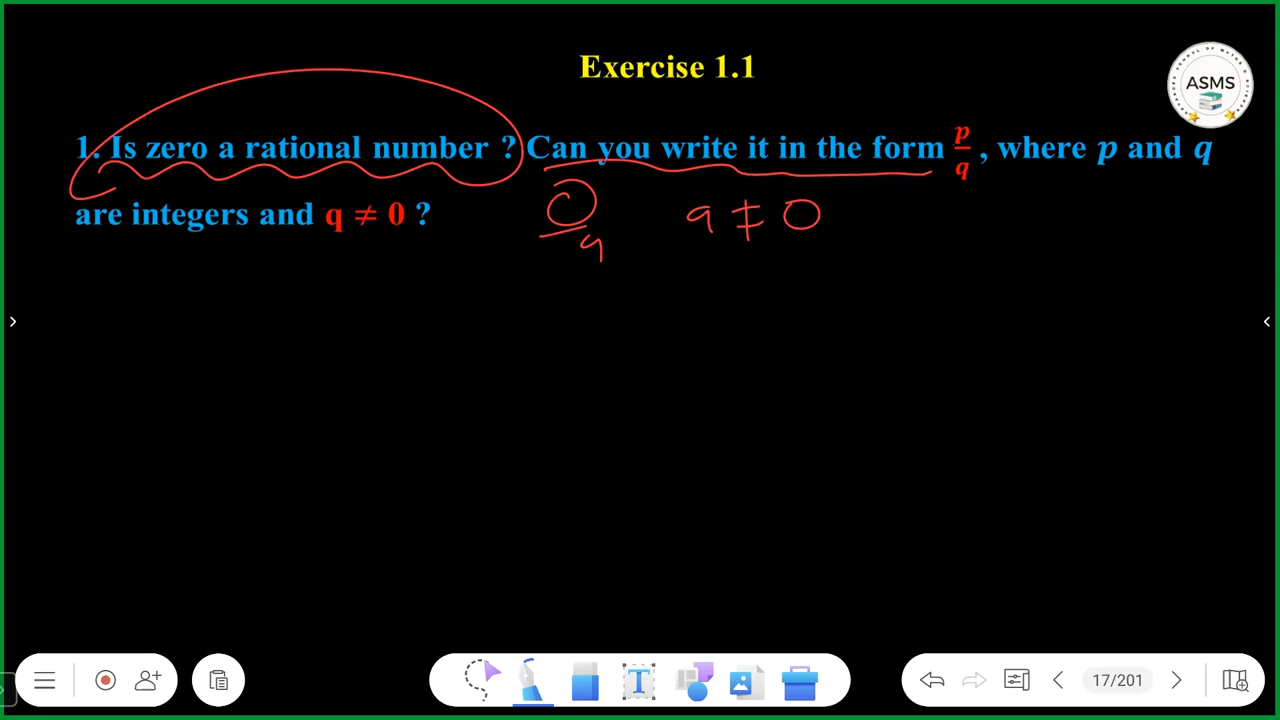 Exercise 1.1
ASMS
1. Is zero a rational number ? Can you write it in the form p/q , where p and q
are integers and q ≠ 0 ?
0/q q ≠ 0
17/201